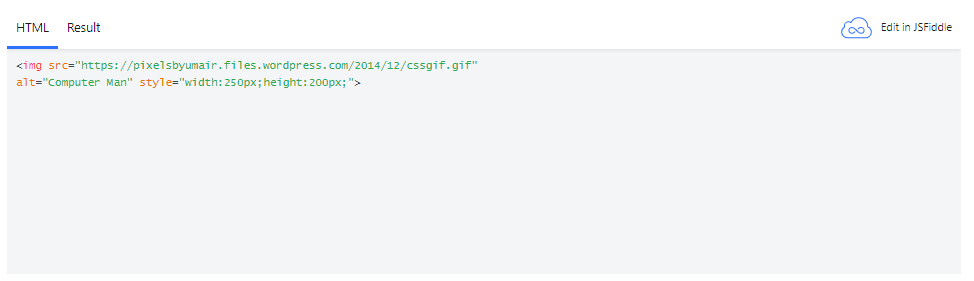 HTML Result Edit in JSFiddle
<img src="https://pixelsbyumair.files.wordpress.com/2014/12/cssgif.gif"
alt="Computer Man" style="width:250px;height:200px;">